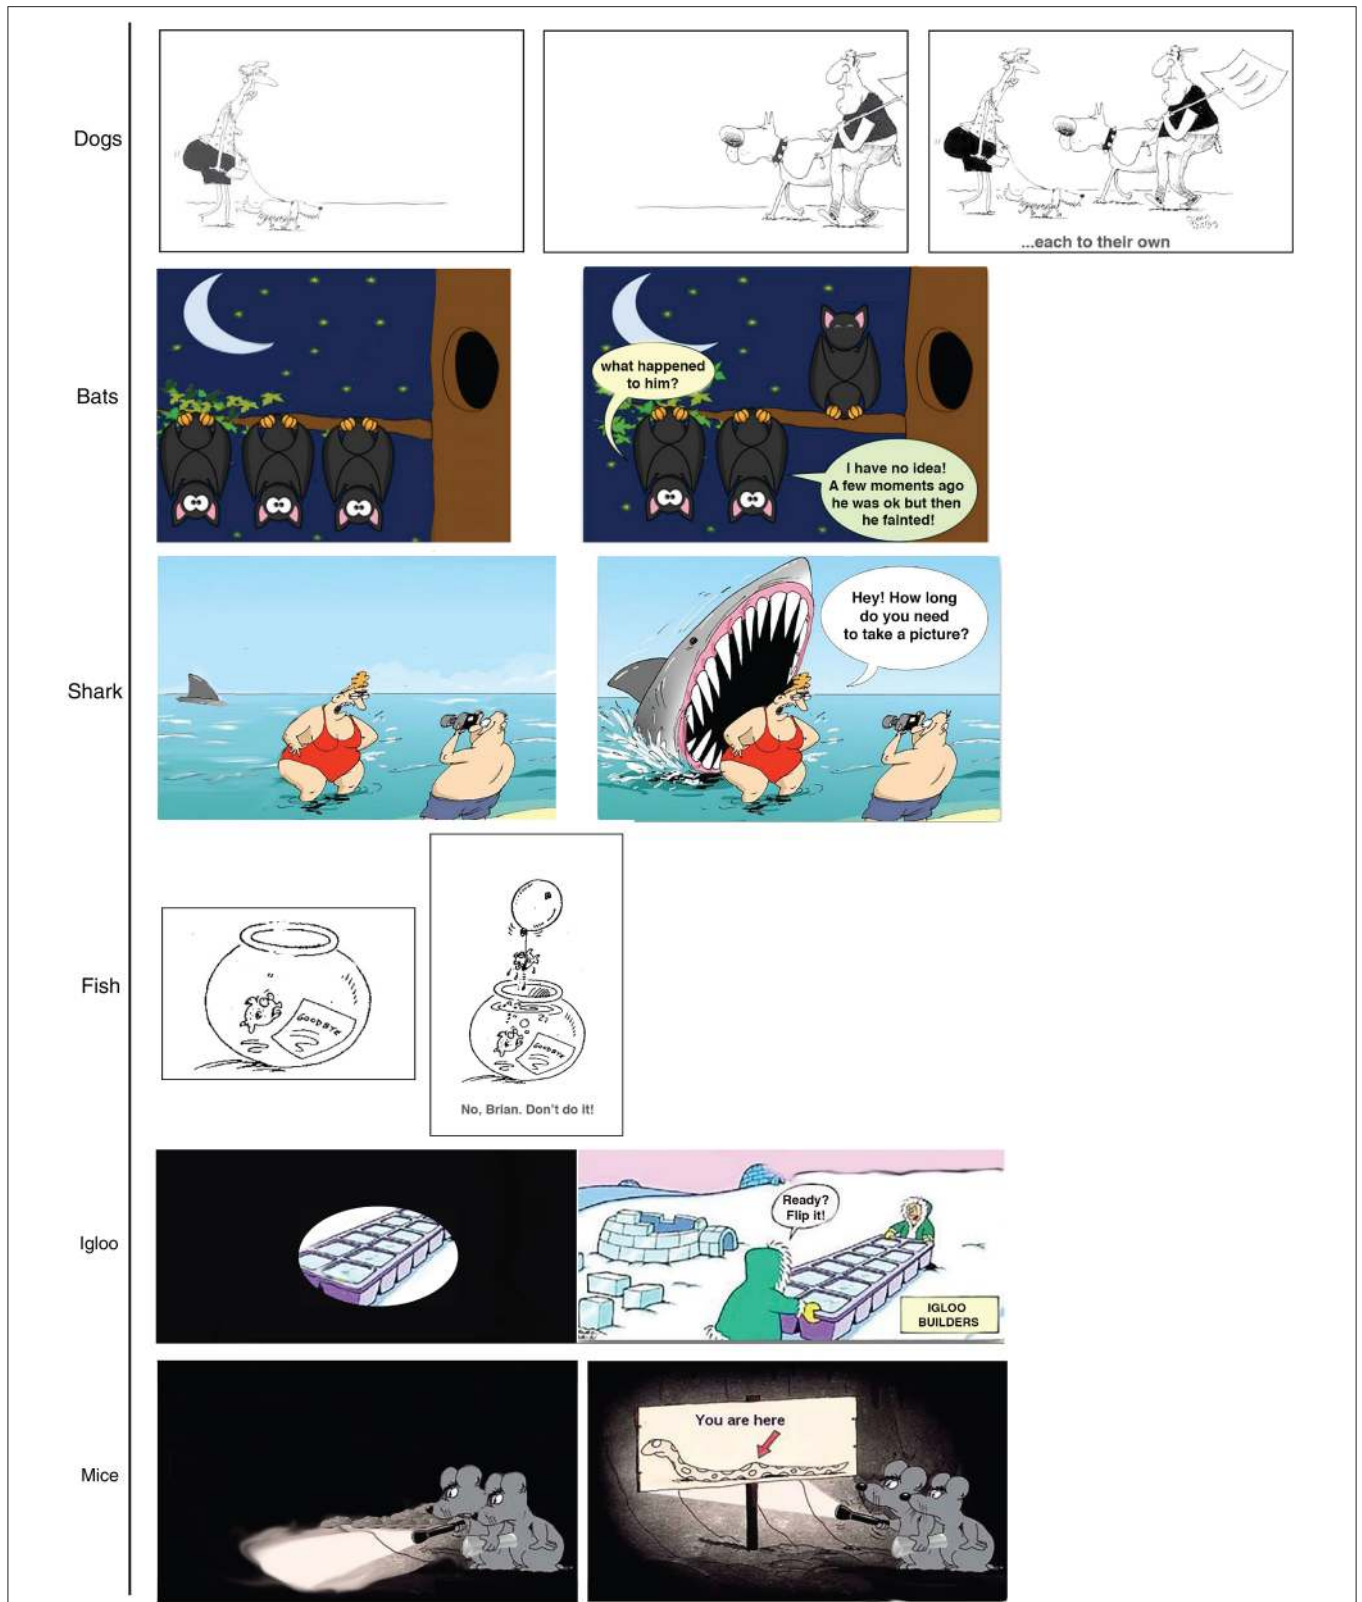 Dogs
...each to their own
Bats
what happened
to him?
I have no idea!
A few moments ago
he was ok but then
he fainted!
Shark
Hey! How long
do you need
to take a picture?
Fish
GOODBYE
GOODBYE
No, Brian. Don't do it!
Igloo
Ready?
Flip it!
IGLOO
BUILDERS
Mice
You are here